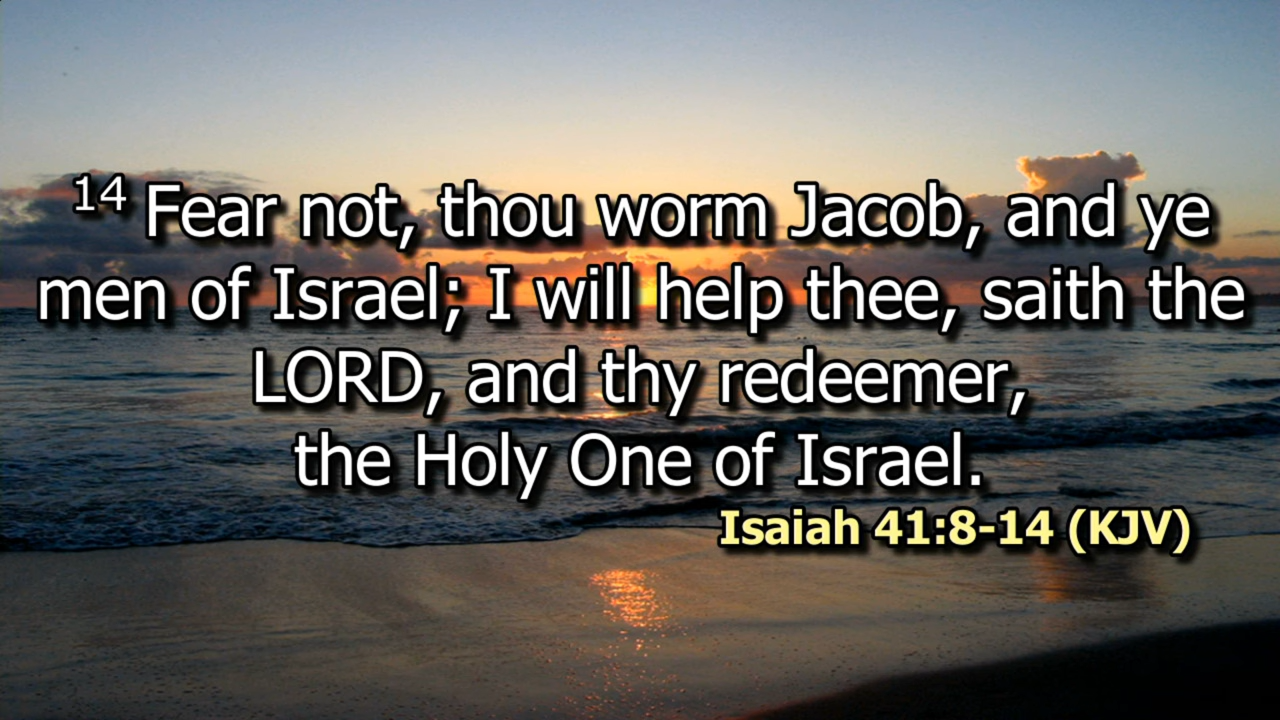 14 Fear not, thou worm Jacob, and ye
men of Israel; I will help thee, saith the
LORD, and thy redeemer,
the Holy One of Israel.
Isaiah 41:8-14 (KJV)